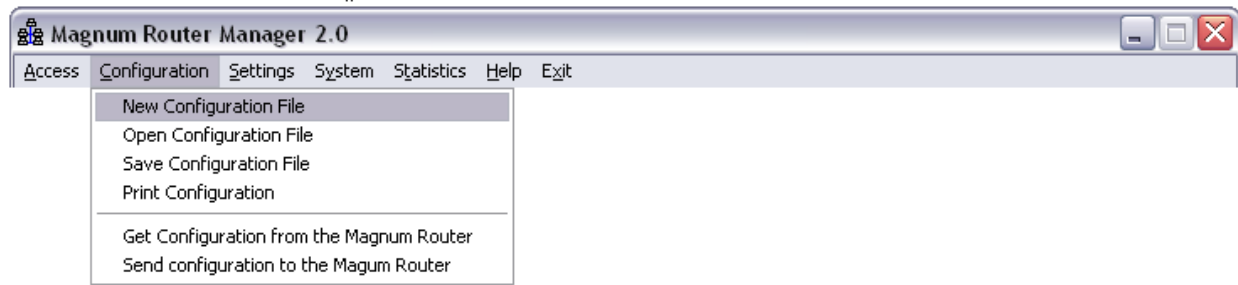 Magnum Router Manager 2.0
Access Configuration Settings System Statistics Help Exit
New Configuration File
Open Configuration File
Save Configuration File
Print Configuration
Get Configuration from the Magnum Router
Send configuration to the Magum Router